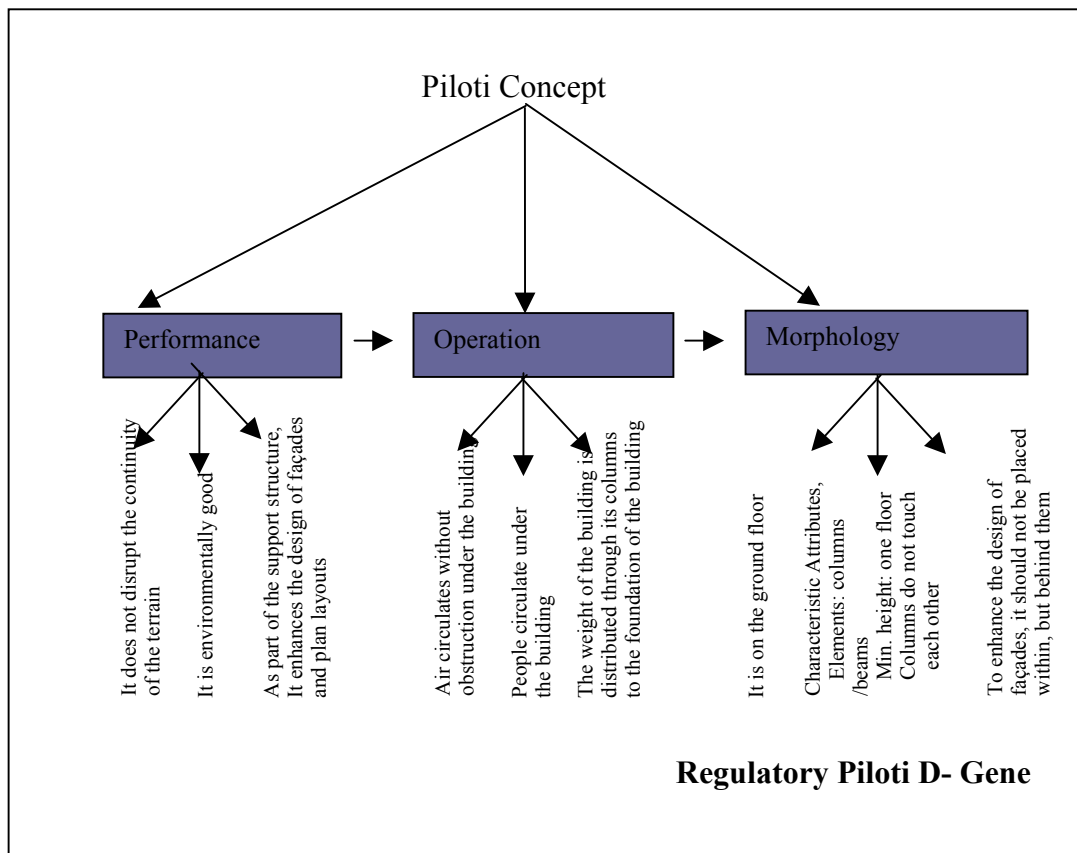 Piloti Concept
Performance
Operation
Morphology
It does not disrupt the continuity
of the terrain
It is environmentally good
As part of the support structure,
It enhances the design of façades
and plan layouts
Air circulates without
obstruction under the building
People circulate under
the building
The weight of the building is
distributed through its columns
to the foundation of the building
It is on the ground floor
Characteristic Attributes,
Elements: columns
/beams
Min. height: one floor
Columns do not touch
each other
To enhance the design of
façades, it should not be placed
within, but behind them
Regulatory Piloti D- Gene